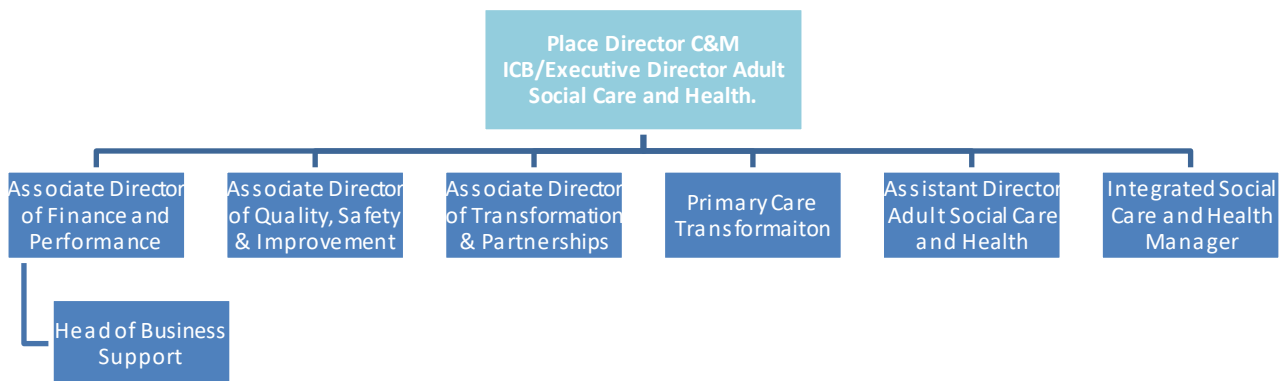 Place Director C&M
ICB/Executive Director Adult
Social Care and Health.
Associate Director
of Finance and
Performance
Associate Director
of Quality, Safety
& Improvement
Associate Director
of Transformation
& Partnerships
Primary Care
Transformaiton
Assistant Director
Adult Social Care
and Health
Integrated Social
Care and Health
Manager
Head of Business
Support